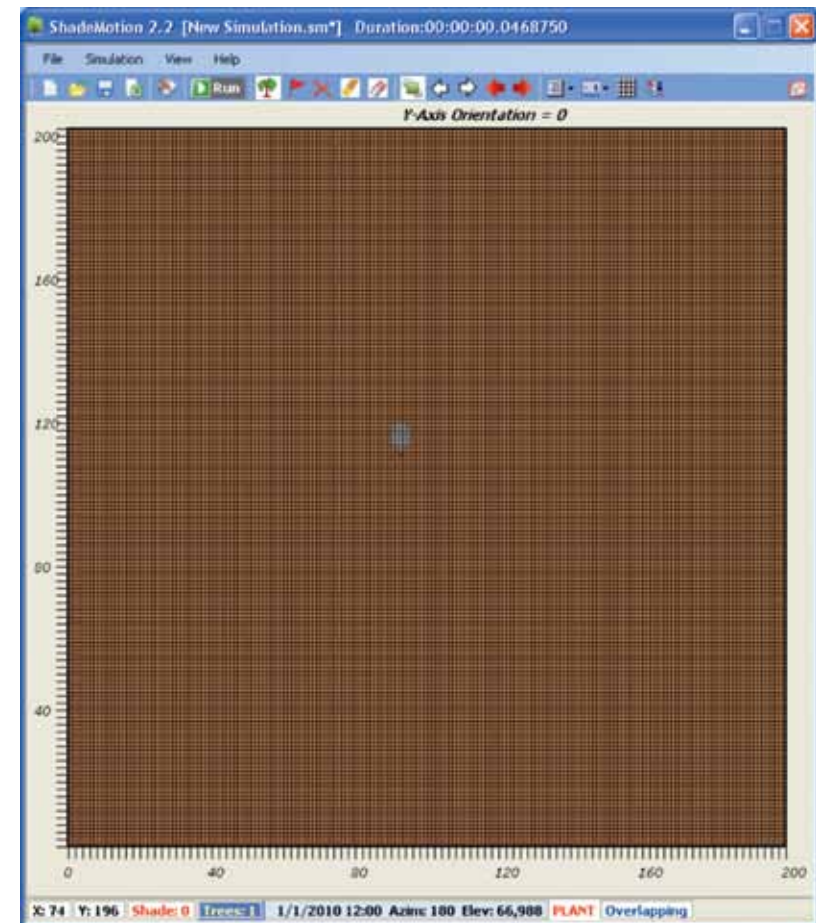 ShadeMotion 2.2 [New Simulation.sm*] Duration:00:00:00.0468750
File Simulation View Help
Run
Y-Axis Orientation = 0
200
160
120
80
40
0 40 80 120 160 200
X: 74 Y: 196 Shade: 0 Trees: 1 1/1/2010 12:00 Azim: 180 Elev: 66,988 PLANT Overlapping